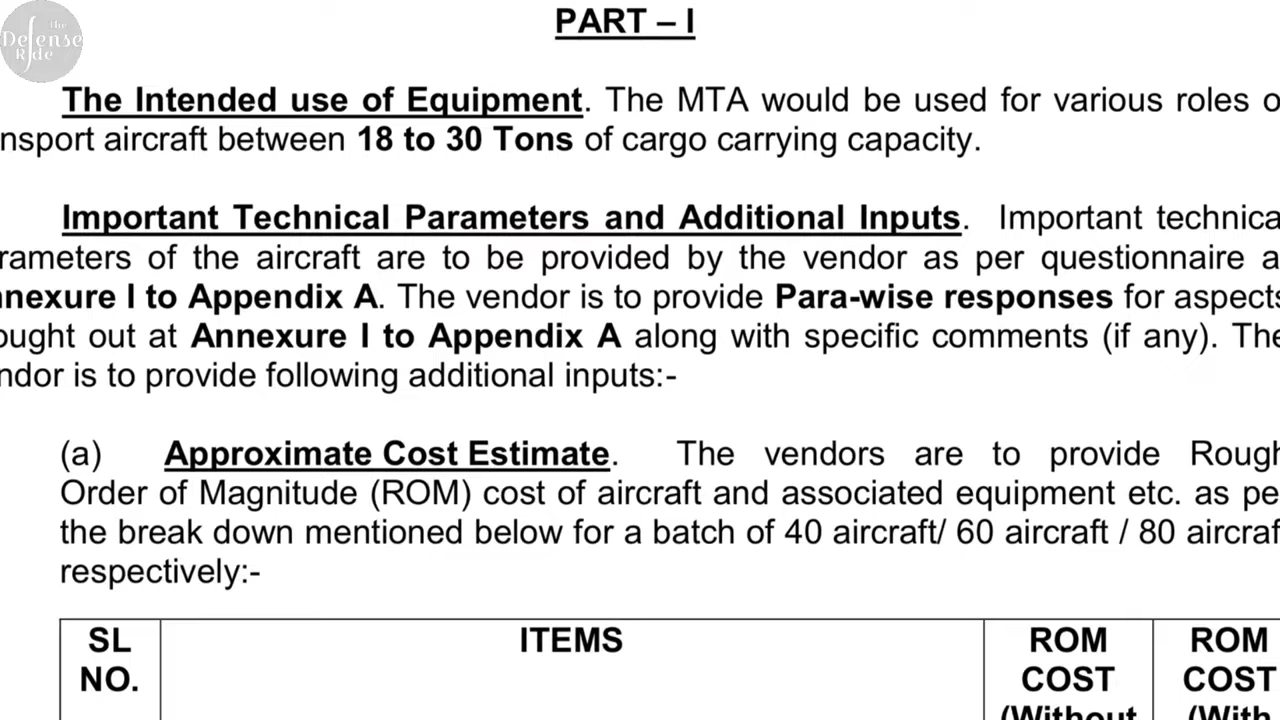 the
Defense
Ride
PART – I
The Intended use of Equipment. The MTA would be used for various roles o
nsport aircraft between 18 to 30 Tons of cargo carrying capacity.
Important Technical Parameters and Additional Inputs. Important technica
rameters of the aircraft are to be provided by the vendor as per questionnaire a
nnexure I to Appendix A. The vendor is to provide Para-wise responses for aspects
ought out at Annexure I to Appendix A along with specific comments (if any). The
ndor is to provide following additional inputs:-
(a) Approximate Cost Estimate. The vendors are to provide Rough
Order of Magnitude (ROM) cost of aircraft and associated equipment etc. as pe
the break down mentioned below for a batch of 40 aircraft/ 60 aircraft / 80 aircraf
respectively:-
SL NO.
ITEMS
ROM COST (Without
ROM COST (With